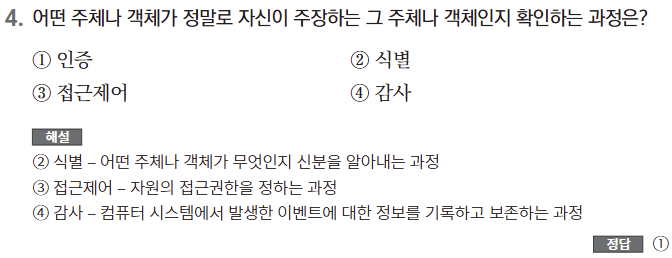 4. 어떤 주체나 객체가 정말로 자신이 주장하는 그 주체나 객체인지 확인하는 과정은?
① 인증 ② 식별
③ 접근제어 ④ 감사
해설
② 식별 – 어떤 주체나 객체가 무엇인지 신분을 알아내는 과정
③ 접근제어 – 자원의 접근권한을 정하는 과정
④ 감사 – 컴퓨터 시스템에서 발생한 이벤트에 대한 정보를 기록하고 보존하는 과정
정답 ①